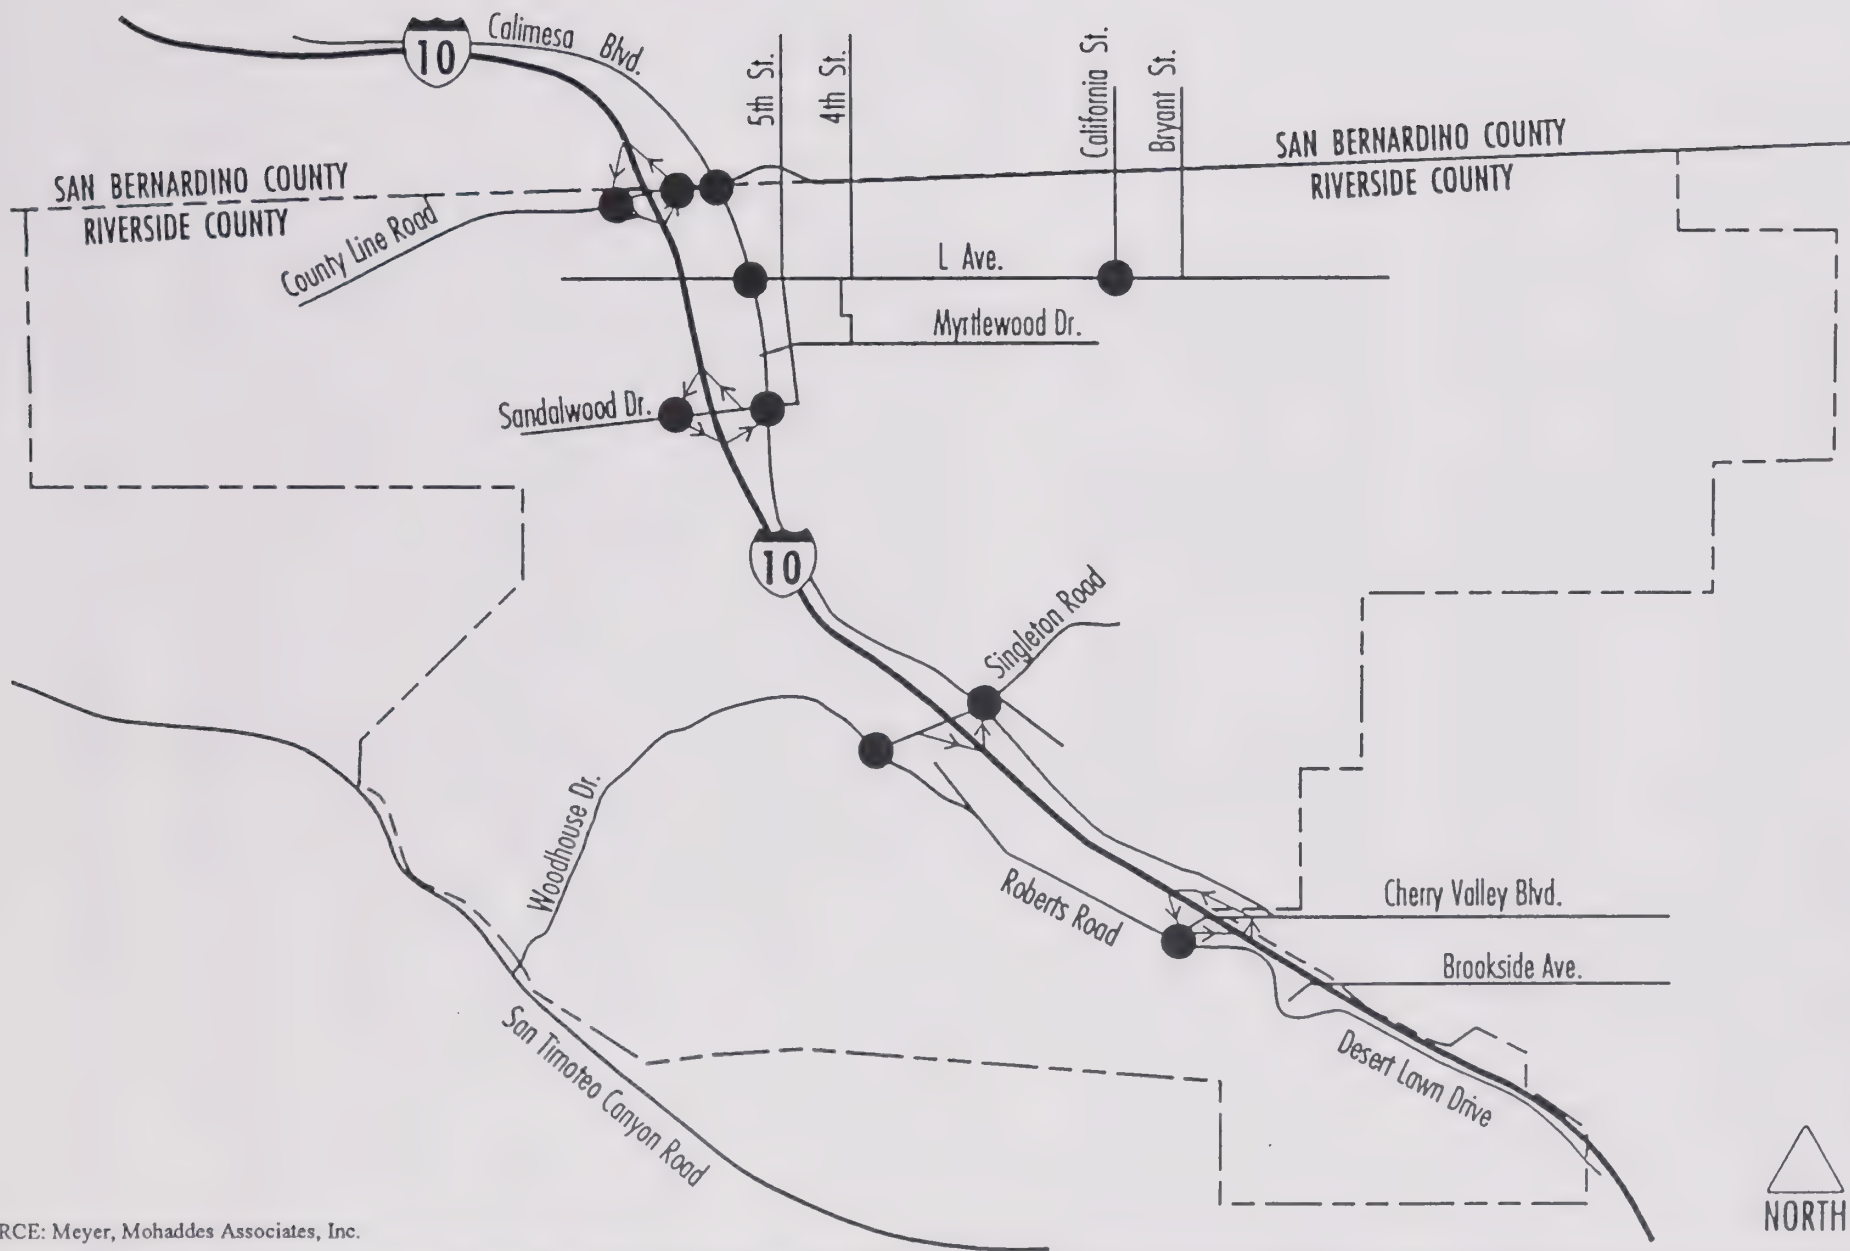 10
Calimesa Blvd.
5th St.
4th St.
California St.
Bryant St.
SAN BERNARDINO COUNTY
RIVERSIDE COUNTY
SAN BERNARDINO COUNTY
RIVERSIDE COUNTY
County Line Road
L Ave.
Myrtlewood Dr.
Sandalwood Dr.
10
Singleton Road
Woodhouse Dr.
Roberts Road
Cherry Valley Blvd.
Brookside Ave.
San Timoteo Canyon Road
Desert Lawn Drive
NORTH
RCE: Meyer, Mohaddes Associates, Inc.